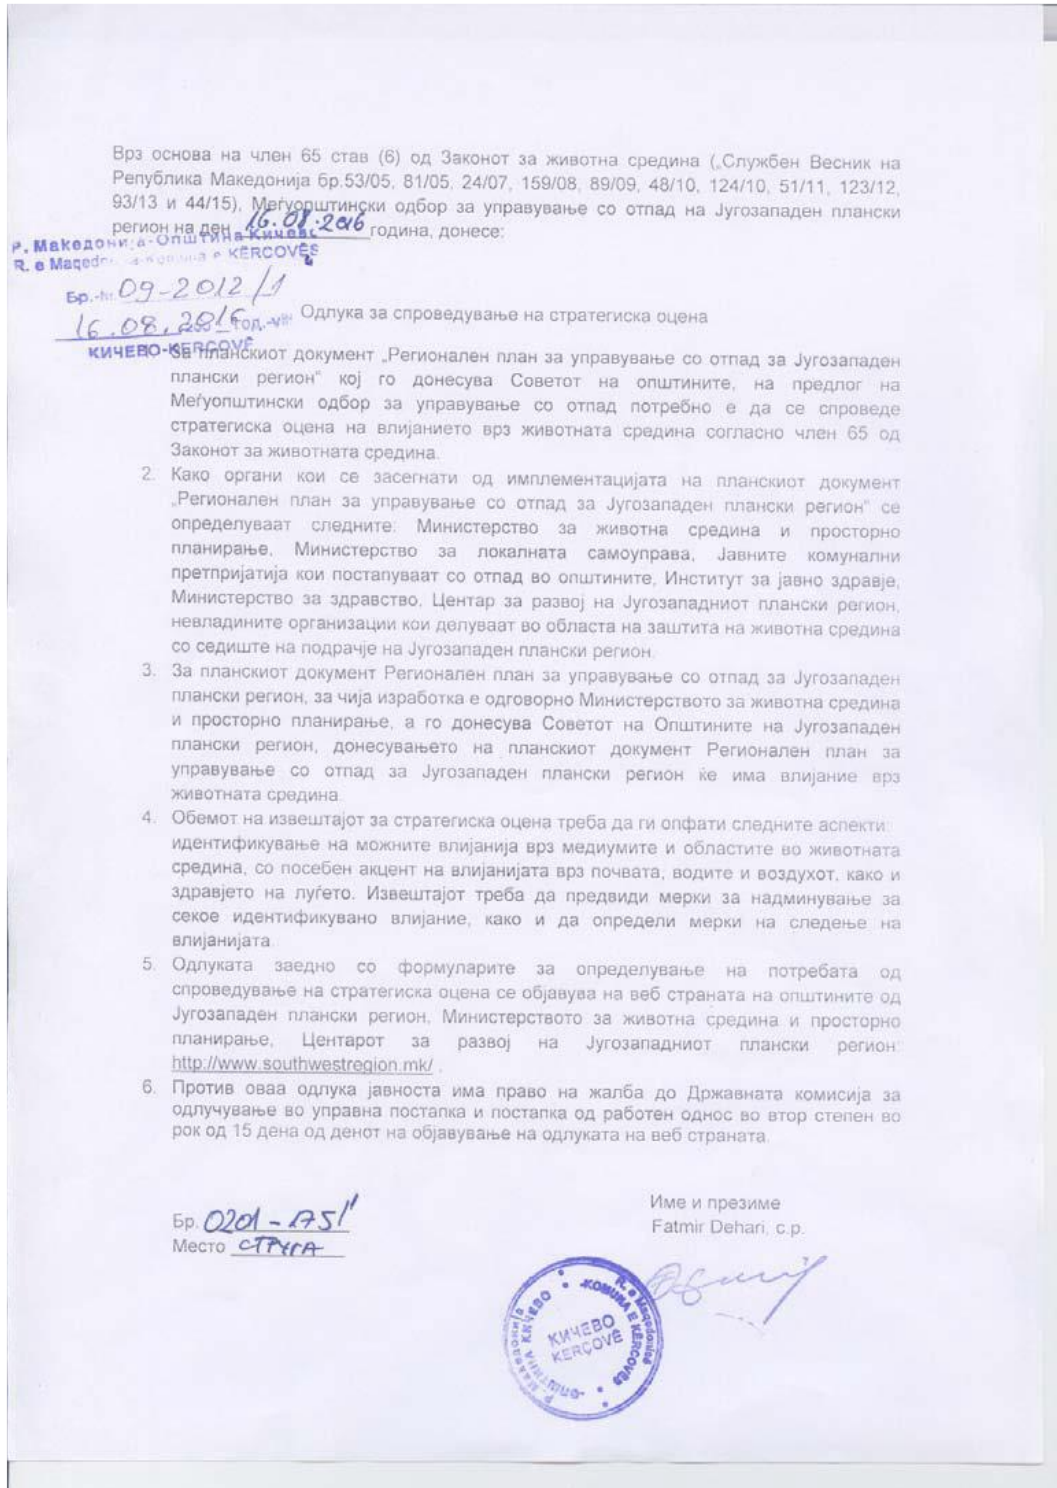 Врз основа на член 65 став (6) од Законот за животна средина („Службен Весник на
Република Македонија бр.53/05, 81/05, 24/07, 159/08, 89/09, 48/10, 124/10, 51/11, 123/12,
93/13 и 44/15), Меѓуопштински одбор за управување со отпад на Југозападен плански
регион на ден 16.08.2016 година, донесе:
Р. Македонија-Општина Кичево
R. e Maqedonisë-Komuna e KËRÇOVËS
Бр.-Nr. 09-2012/1
16.08.2016 год.-viti
КИЧЕВО-KËRÇOVË
Одлука за спроведување на стратегиска оцена
За планскиот документ „Регионален план за управување со отпад за Југозападен
плански регион“ кој го донесува Советот на општините, на предлог на
Меѓуопштински одбор за управување со отпад потребно е да се спроведе
стратегиска оцена на влијанието врз животната средина согласно член 65 од
Законот за животната средина.
2. Како органи кои се засегнати од имплементацијата на планскиот документ
„Регионален план за управување со отпад за Југозападен плански регион“ се
определуваат следните: Министерство за животна средина и просторно
планирање, Министерство за локалната самоуправа, Јавните комунални
претпријатија кои постапуваат со отпад во општините, Институт за јавно здравје,
Министерство за здравство, Центар за развој на Југозападниот плански регион,
невладините организации кои делуваат во областа на заштита на животна средина
со седиште на подрачје на Југозападен плански регион.
3. За планскиот документ Регионален план за управување со отпад за Југозападен
плански регион, за чија изработка е одговорно Министерството за животна средина
и просторно планирање, а го донесува Советот на Општините на Југозападен
плански регион, донесувањето на планскиот документ Регионален план за
управување со отпад за Југозападен плански регион ќе има влијание врз
животната средина.
4. Обемот на извештајот за стратегиска оцена треба да ги опфати следните аспекти:
идентификување на можните влијанија врз медиумите и областите во животната
средина, со посебен акцент на влијанијата врз почвата, водите и воздухот, како и
здравјето на луѓето. Извештајот треба да предвиди мерки за надминување за
секое идентификувано влијание, како и да определи мерки на следење на
влијанијата.
5. Одлуката заедно со формуларите за определување на потребата од
спроведување на стратегиска оцена се објавува на веб страната на општините од
Југозападен плански регион, Министерството за животна средина и просторно
планирање, Центарот за развој на Југозападниот плански регион:
http://www.southwestregion.mk/ .
6. Против оваа одлука јавноста има право на жалба до Државната комисија за
одлучување во управна постапка и постапка од работен однос во втор степен во
рок од 15 дена од денот на објавување на одлуката на веб страната.
Име и презиме
Fatmir Dehari, с.р.
Бр. 0201-175/1
Место СТРУГА
Р. Македонија • R. e Maqedonisë
ОПШТИНА КИЧЕВО • KOMUNA E KËRÇOVËS
КИЧЕВО
KËRÇOVË